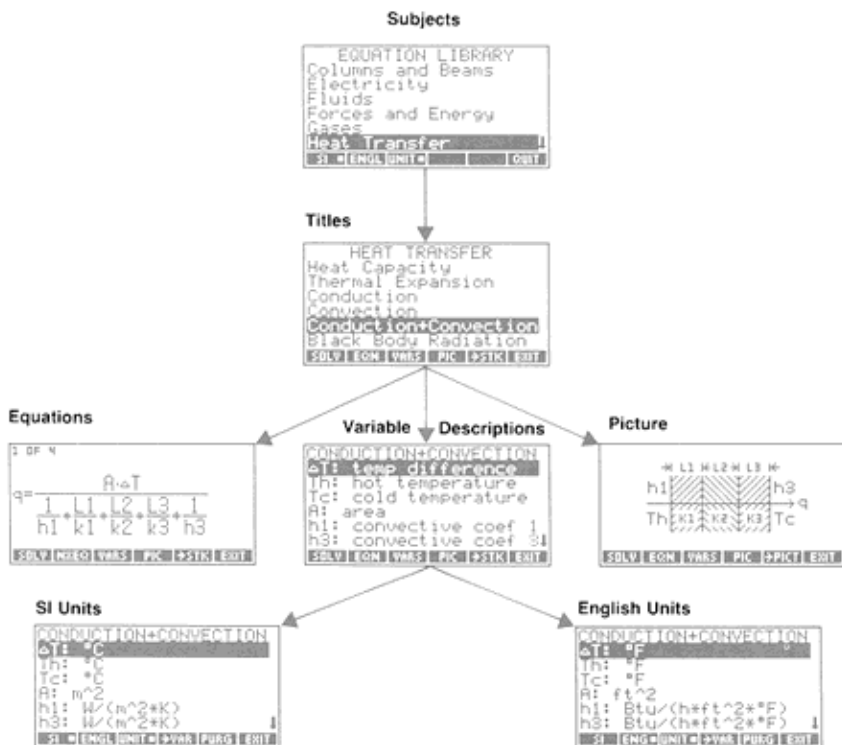 Subjects
EQUATION LIBRARY
Columns and Beams
Electricity
Fluids
Forces and Energy
Gases
Heat Transfer
SI ENGL UNIT QUIT
Titles
HEAT TRANSFER
Heat Capacity
Thermal Expansion
Conduction
Convection
Conduction+Convection
Black Body Radiation
SOLV EQN VARS PIC →STK EXIT
Equations
1 OF 4
q= A·△T / (1/h1 + L1/k1 + L2/k2 + L3/k3 + 1/h3)
SOLV NXEQ VARS PIC →STK EXIT
Variable Descriptions
CONDUCTION+CONVECTION
△T: temp difference
Th: hot temperature
Tc: cold temperature
A: area
h1: convective coef 1
h3: convective coef 3
SOLV EQN VARS PIC →STK EXIT
Picture
L1 L2 L3
h1 h3
q
Th K1 K2 K3 Tc
SOLV EQN VARS PIC →PICT EXIT
SI Units
CONDUCTION+CONVECTION
△T: °C
Th: °C
Tc: °C
A: m^2
h1: W/(m^2*K)
h3: W/(m^2*K)
SI ENGL UNIT →VAR PURG EXIT
English Units
CONDUCTION+CONVECTION
△T: °F
Th: °F
Tc: °F
A: ft^2
h1: Btu/(h*ft^2*°F)
h3: Btu/(h*ft^2*°F)
SI ENG UNIT →VAR PURG EXIT